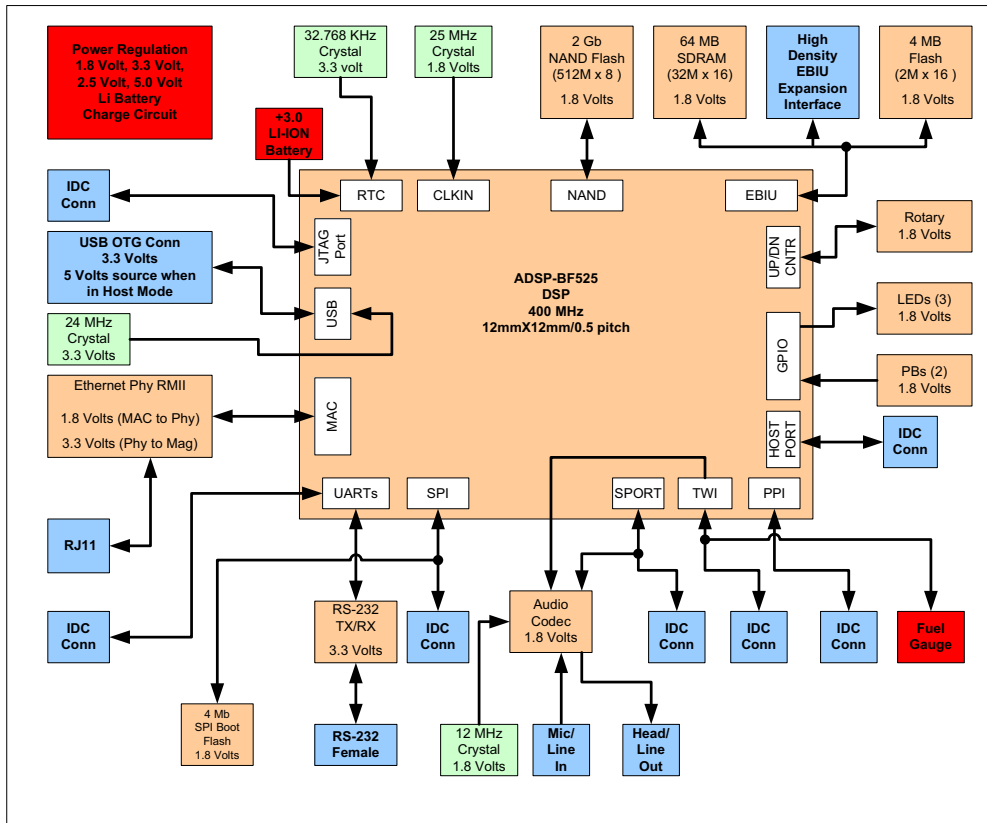 Power Regulation
1.8 Volt, 3.3 Volt,
2.5 Volt, 5.0 Volt
Li Battery
Charge Circuit
32.768 KHz
Crystal
3.3 volt
25 MHz
Crystal
1.8 Volts
2 Gb
NAND Flash
(512M x 8)
1.8 Volts
64 MB
SDRAM
(32M x 16)
1.8 Volts
High
Density
EBIU
Expansion
Interface
4 MB
Flash
(2M x 16 )
1.8 Volts
+3.0
LI-ION
Battery
RTC
CLKIN
NAND
EBIU
IDC
Conn
JTAG
Port
USB OTG Conn
3.3 Volts
5 Volts source when
in Host Mode
USB
24 MHz
Crystal
3.3 Volts
ADSP-BF525
DSP
400 MHz
12mmX12mm/0.5 pitch
UP/DN
CNTR
Rotary
1.8 Volts
LEDs (3)
1.8 Volts
GPIO
PBs (2)
1.8 Volts
Ethernet Phy RMII
1.8 Volts (MAC to Phy)
3.3 Volts (Phy to Mag)
MAC
HOST
PORT
IDC
Conn
UARTs
SPI
SPORT
TWI
PPI
RJ11
IDC
Conn
RS-232
TX/RX
3.3 Volts
IDC
Conn
Audio
Codec
1.8 Volts
IDC
Conn
IDC
Conn
IDC
Conn
Fuel
Gauge
4 Mb
SPI Boot
Flash
1.8 Volts
RS-232
Female
12 MHz
Crystal
1.8 Volts
Mic/
Line
In
Head/
Line
Out